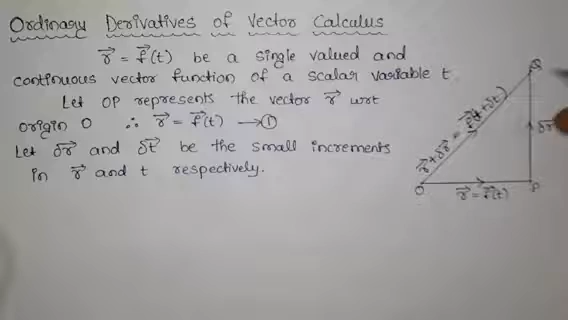 Ordinary Derivatives of Vector Calculus
r⃗ = f⃗(t) be a single valued and
continuous vector function of a scalar variable t.
Let OP represents the vector r⃗ wrt
origin O ∴ r⃗ = f⃗(t) → ①
Let δr⃗ and δt⃗ be the small increments
in r⃗ and t respectively.
Q
r⃗ + δr⃗ = f⃗(t + δt)
δr⃗
O
P
r⃗ = f⃗(t)